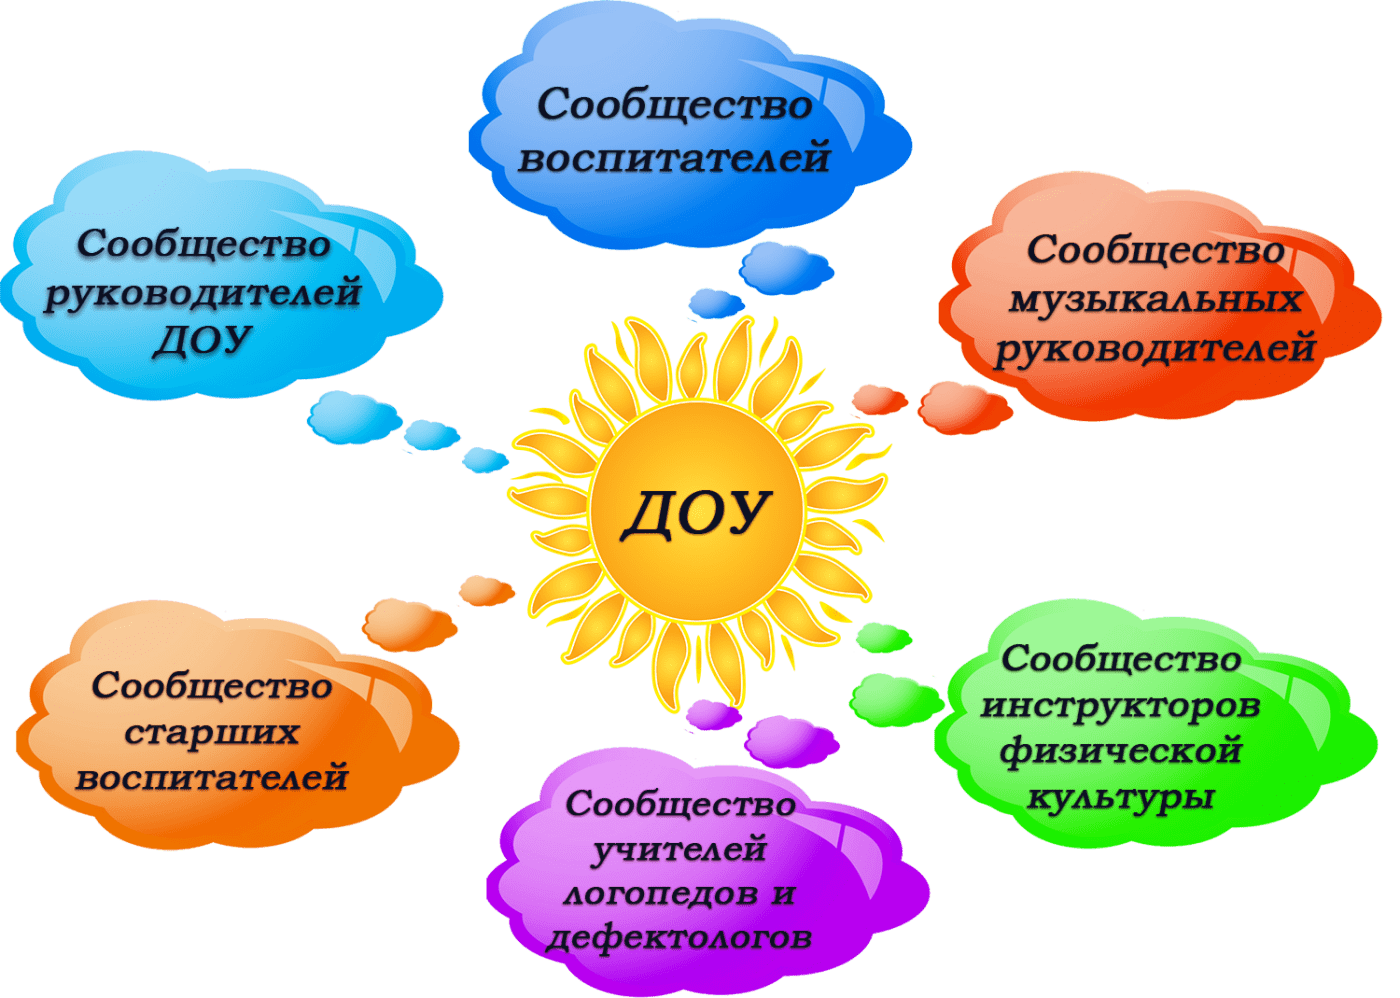 Сообщество
воспитателей
Сообщество
руководителей
ДОУ
Сообщество
музыкальных
руководителей
ДОУ
Сообщество
старших
воспитателей
Сообщество
инструкторов
физической
культуры
Сообщество
учителей
логопедов и
дефектологов